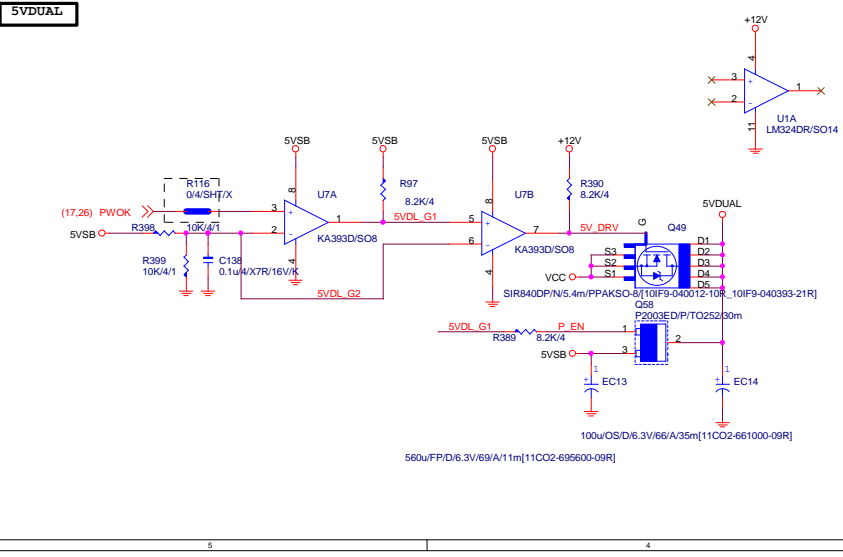 5VDUAL
+12V
4
3
+
1
2
−
11
U1A
LM324DR/SO14
5VSB
5VSB
5VSB
+12V
R116
0/4/SHT/X
8
U7A
R97
8.2K/4
8
U7B
R390
8.2K/4
5VDUAL
(17,26) PWOK
3
+
1
5VDL_G1
5
+
7
5V_DRV
G
Q49
5VSB
R398
10K/4/1
2
−
KA393D/SO8
6
−
KA393D/SO8
S3
S2
S1
D1
D2
D3
D4
D5
R399
10K/4/1
C138
0.1u/4/X7R/16V/K
4
4
VCC
5VDL_G2
SIR840DP/N/5.4m/PPAKSO-8/[10IF9-040012-10R_10IF9-040393-21R]
Q58
P2003ED/P/TO252/30m
5VDL_G1
R389
8.2K/4
P_EN
1
2
5VSB
3
1
+
EC13
1
+
EC14
100u/OS/D/6.3V/66/A/35m[11CO2-661000-09R]
560u/FP/D/6.3V/69/A/11m[11CO2-695600-09R]
5
4